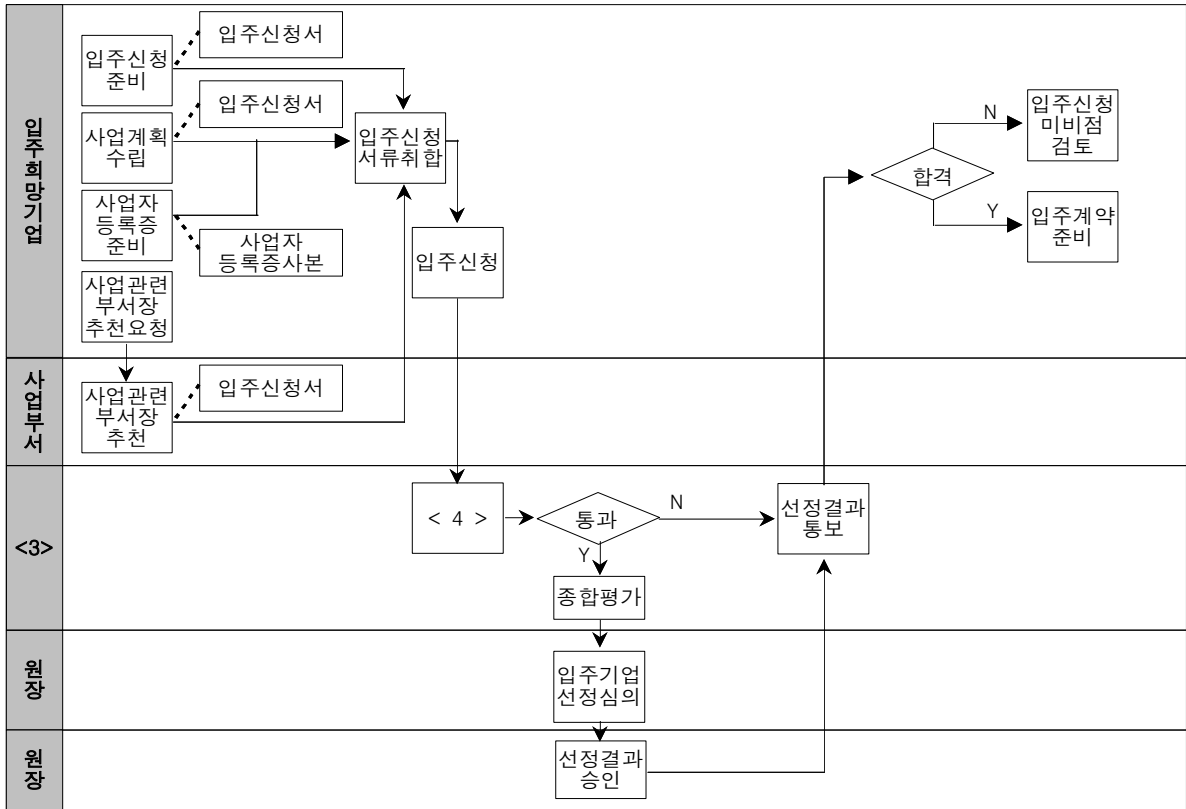 입주희망기업
입주신청
준비
입주신청서
사업계획
수립
입주신청서
사업자
등록증
준비
사업자
등록증사본
사업관련
부서장
추천요청
입주신청
서류취합
입주신청
합격
N
입주신청
미비점
검토
Y
입주계약
준비
사업부서
사업관련
부서장
추천
입주신청서
<3>
< 4 >
통과
N
Y
선정결과
통보
종합평가
원장
입주기업
선정심의
원장
선정결과
승인